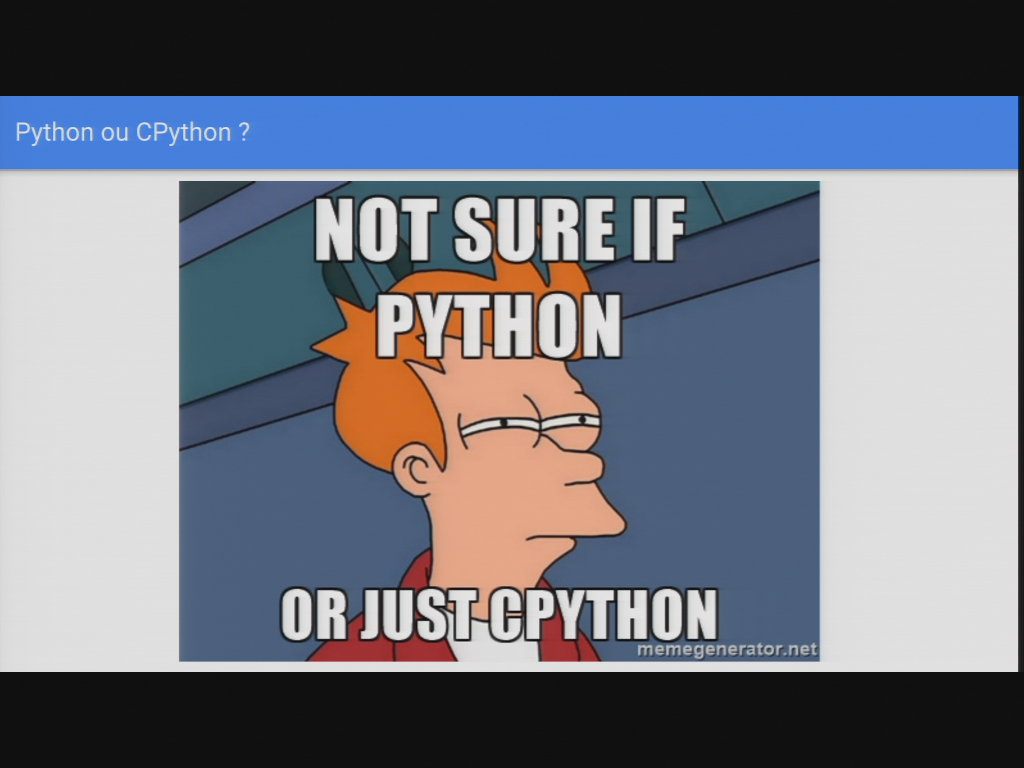 Python ou CPython ?
NOT SURE IF
PYTHON
OR JUST CPYTHON
memegenerator.net